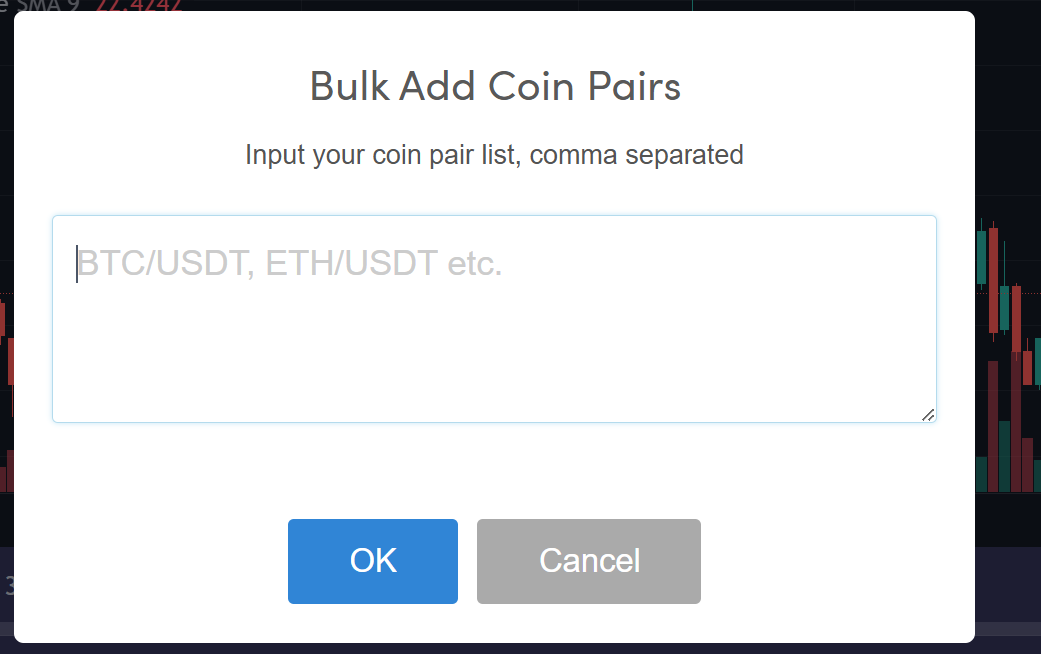 e SMA 9 22.4242
Bulk Add Coin Pairs
Input your coin pair list, comma separated
BTC/USDT, ETH/USDT etc.
OK
Cancel
3